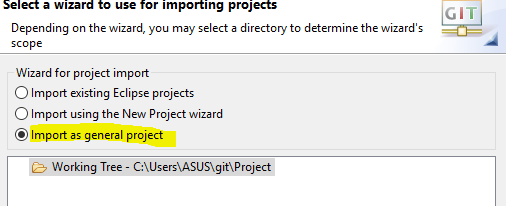 Select a wizard to use for importing projects
Depending on the wizard, you may select a directory to determine the wizard's
scope
GIT
Wizard for project import
Import existing Eclipse projects
Import using the New Project wizard
Import as general project
Working Tree - C:\Users\ASUS\git\Project